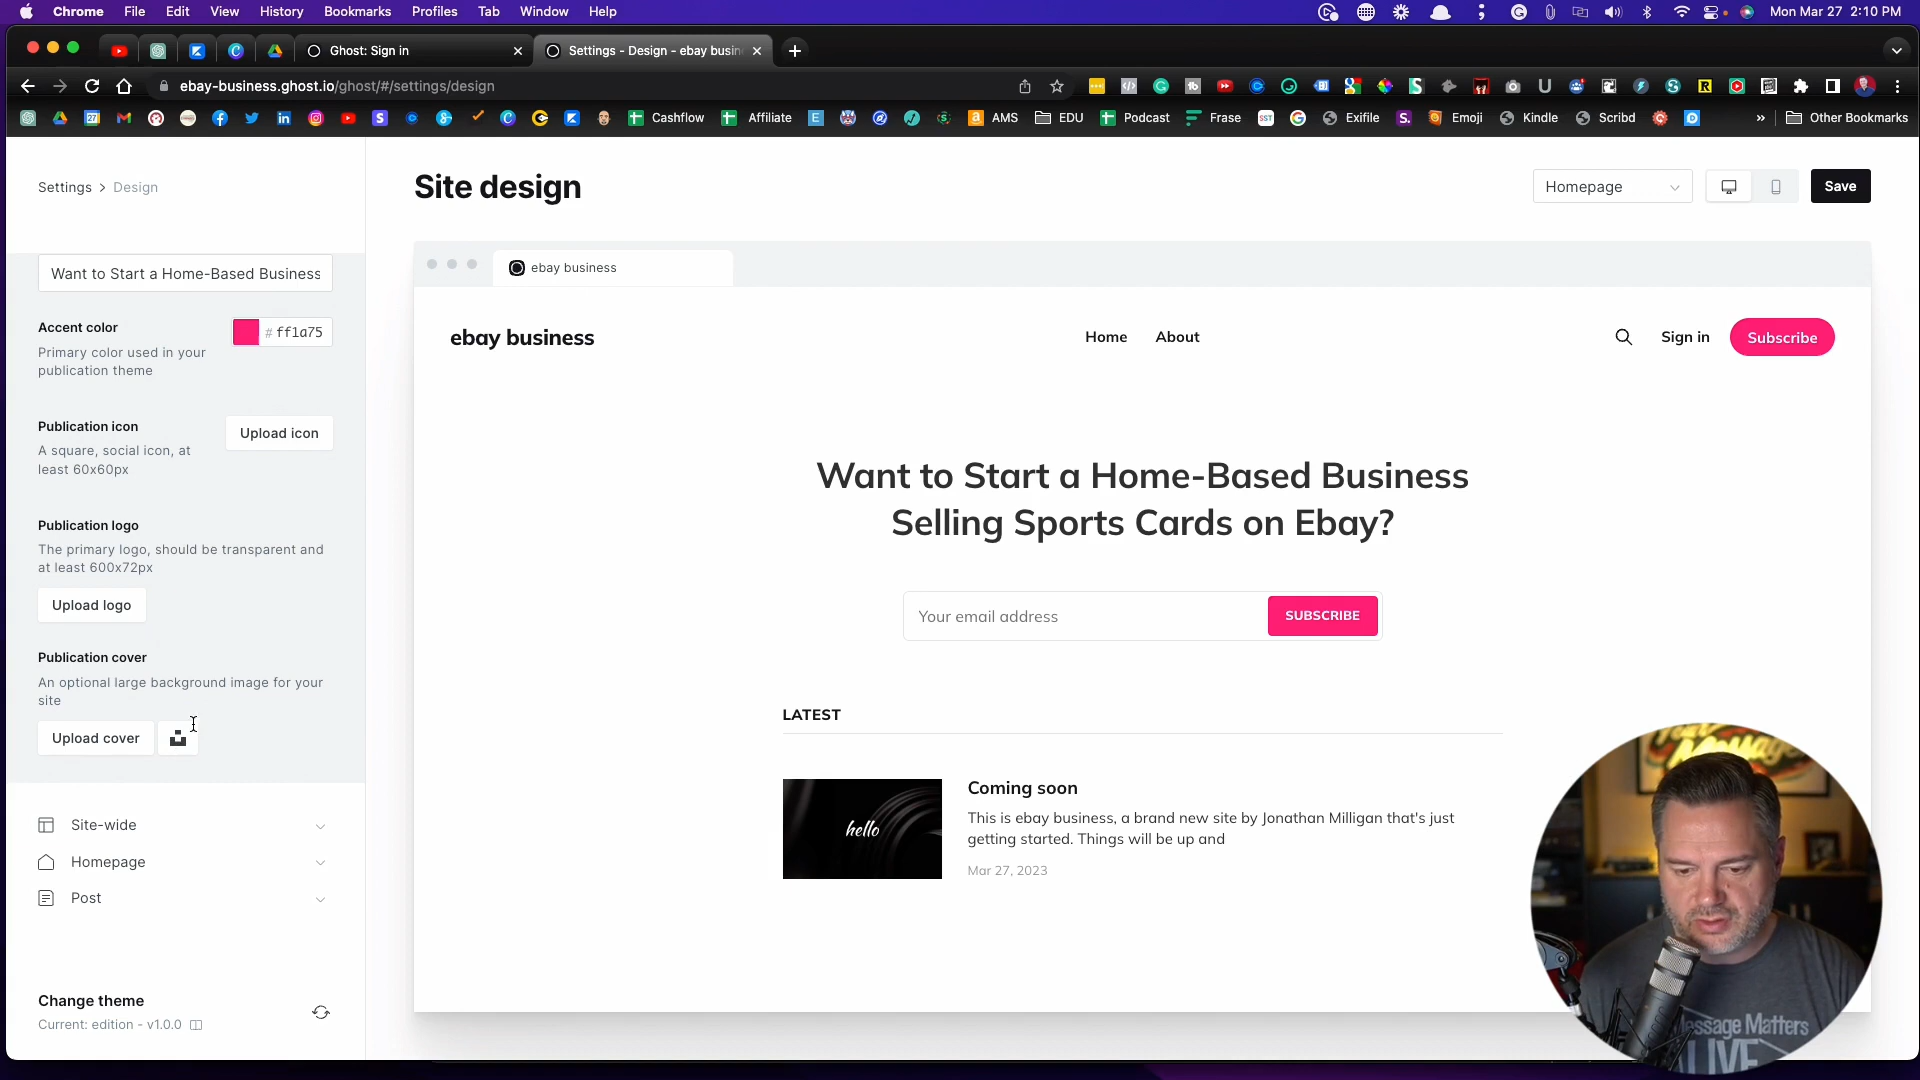 Chrome File Edit View History Bookmarks Profiles Tab Window Help Mon Mar 27 2:10 PM
Ghost: Sign in Settings - Design - ebay busin
ebay-business.ghost.io/ghost/#/settings/design
Cashflow Affiliate AMS EDU Podcast Frase Exifile Emoji Kindle Scribd » Other Bookmarks
Settings > Design
Site design
Homepage
Save
Want to Start a Home-Based Business
Accent color
# ff1a75
Primary color used in your
publication theme
Publication icon
Upload icon
A square, social icon, at
least 60x60px
Publication logo
The primary logo, should be transparent and
at least 600x72px
Upload logo
Publication cover
An optional large background image for your
site
Upload cover
Site-wide
Homepage
Post
Change theme
Current: edition - v1.0.0
ebay business
ebay business
Home About
Sign in Subscribe
Want to Start a Home-Based Business
Selling Sports Cards on Ebay?
Your email address
SUBSCRIBE
LATEST
hello
Coming soon
This is ebay business, a brand new site by Jonathan Milligan that's just
getting started. Things will be up and
Mar 27, 2023
Message Matters
LIVE